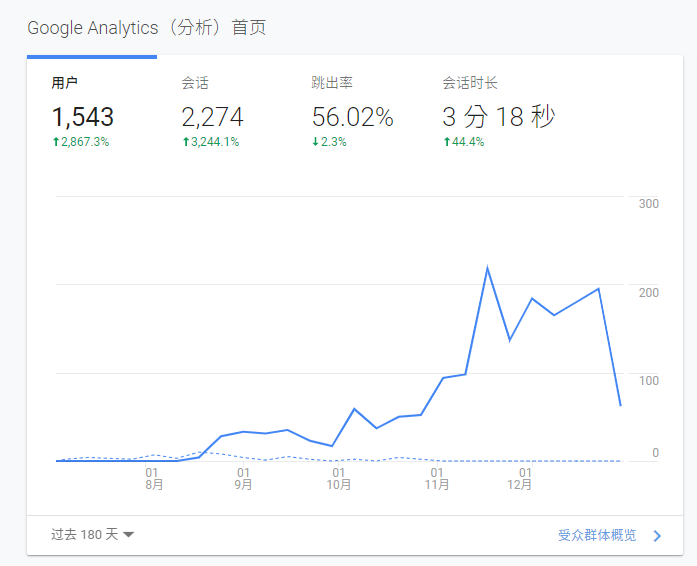 Google Analytics（分析）首页
用户 会话 跳出率 会话时长
1,543 2,274 56.02% 3 分 18 秒
↑2,867.3% ↑3,244.1% ↓2.3% ↑44.4%
300
200
100
0
01 01 01 01 01
8月 9月 10月 11月 12月
过去 180 天 受众群体概览